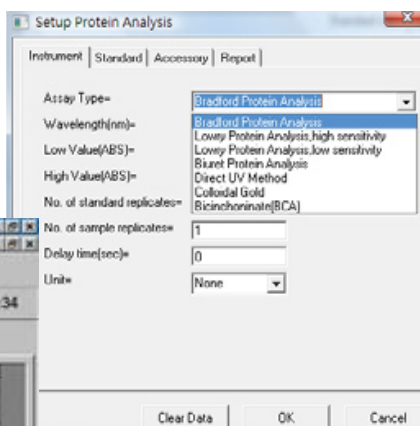 Setup Protein Analysis
Instrument Standard Accessory Report
Assay Type= Bradford Protein Analysis
Wavelength(nm)= Bradford Protein Analysis
Lowry Protein Analysis,high sensitivity
Low Value(ABS)= Lowry Protein Analysis,low sensitivity
Biuret Protein Analysis
High Value(ABS)= Direct UV Method
Colloidal Gold
No. of standard replicates= Bicinchoninate(BCA)
No. of sample replicates= 1
Delay time(sec)= 0
Unit= None
:34
Clear Data OK Cancel